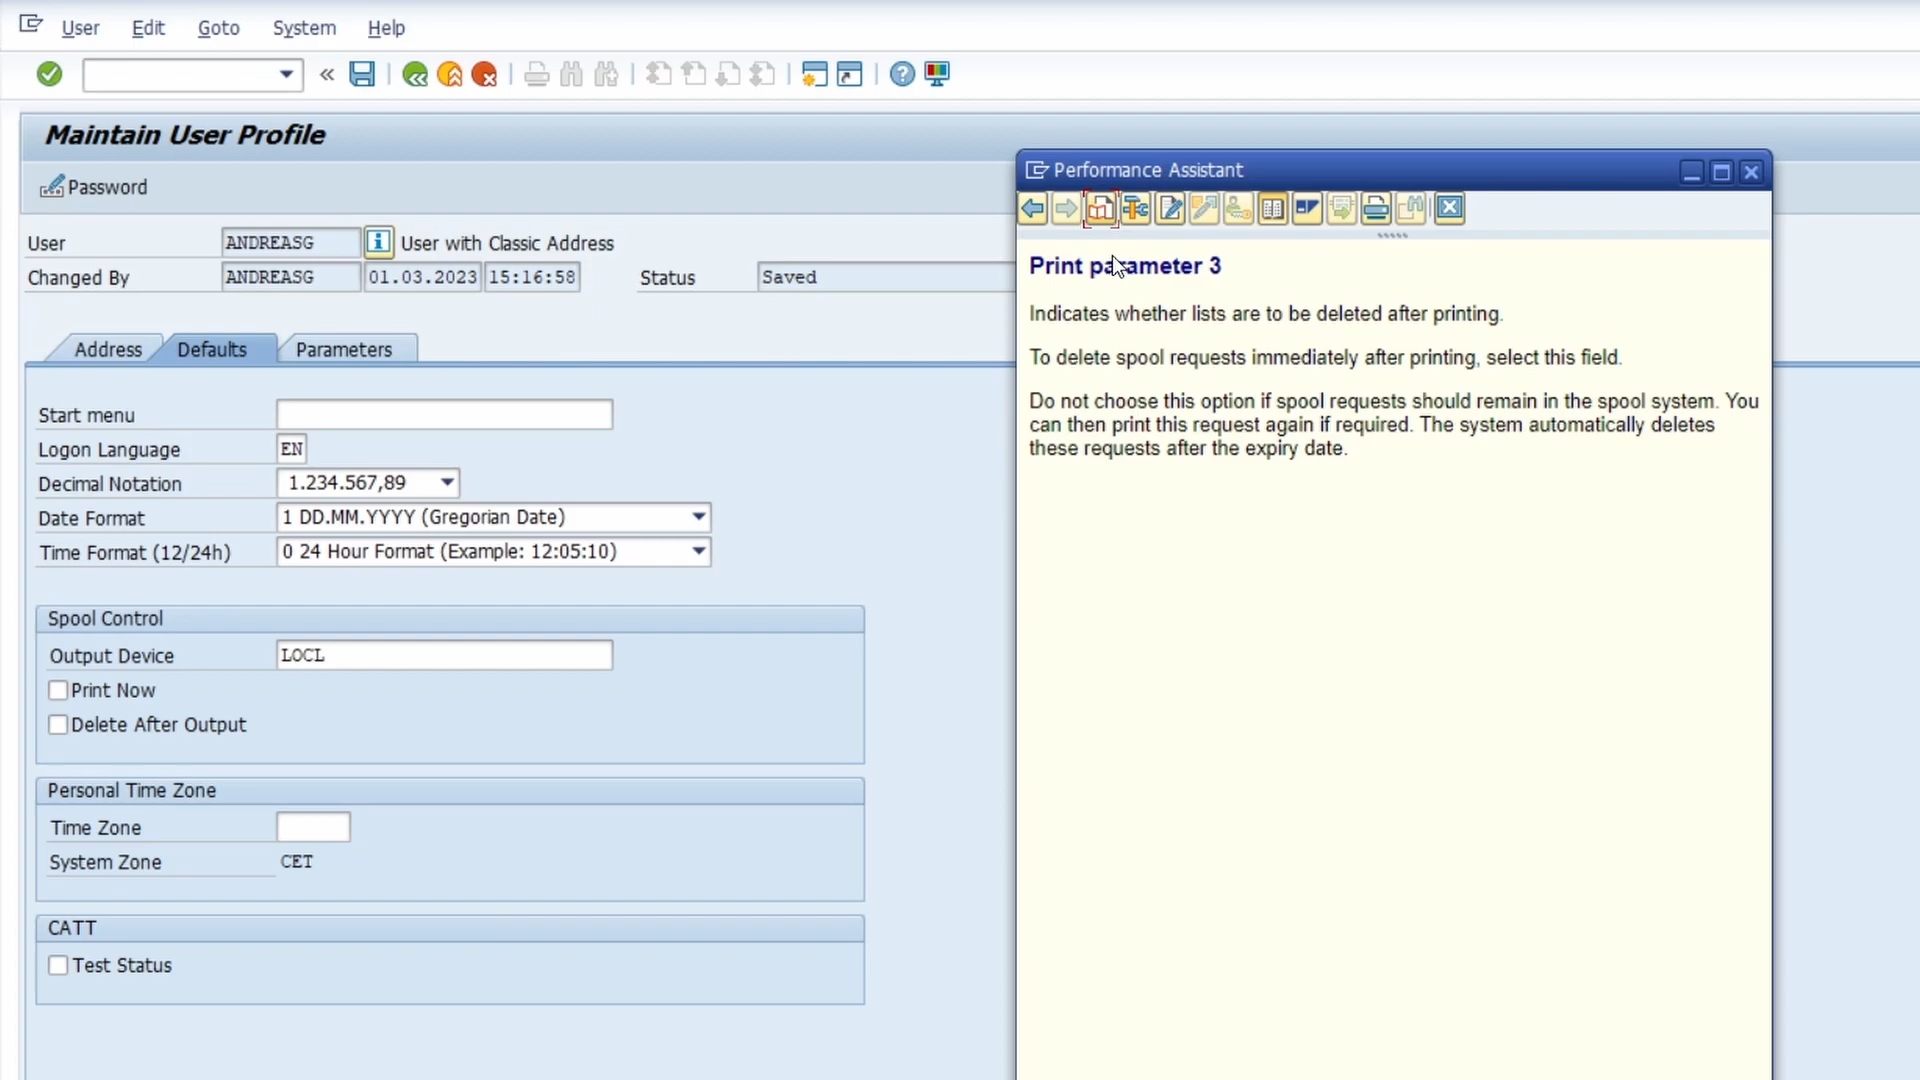 User Edit Goto System Help
Maintain User Profile
Password
User ANDREASG User with Classic Address
Changed By ANDREASG 01.03.2023 15:16:58 Status Saved
Address Defaults Parameters
Start menu
Logon Language EN
Decimal Notation 1.234.567,89
Date Format 1 DD.MM.YYYY (Gregorian Date)
Time Format (12/24h) 0 24 Hour Format (Example: 12:05:10)
Spool Control
Output Device LOCL
Print Now
Delete After Output
Personal Time Zone
Time Zone
System Zone CET
CATT
Test Status
Performance Assistant
Print parameter 3
Indicates whether lists are to be deleted after printing.
To delete spool requests immediately after printing, select this field.
Do not choose this option if spool requests should remain in the spool system. You
can then print this request again if required. The system automatically deletes
these requests after the expiry date.